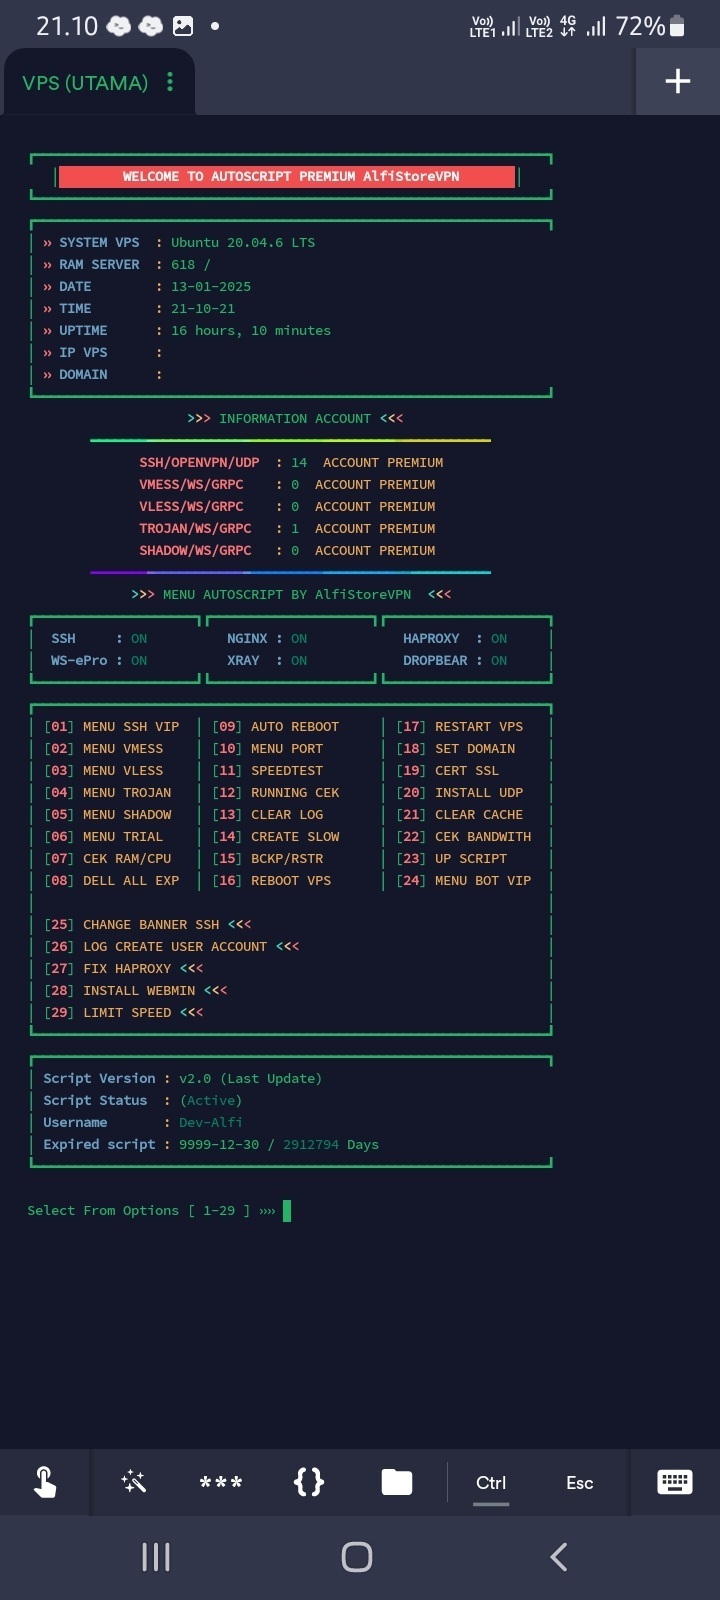 21.10 Vo) LTE1 Vo) LTE2 4G 72%
VPS (UTAMA)
WELCOME TO AUTOSCRIPT PREMIUM AlfiStoreVPN
» SYSTEM VPS : Ubuntu 20.04.6 LTS
» RAM SERVER : 618 /
» DATE : 13-01-2025
» TIME : 21-10-21
» UPTIME : 16 hours, 10 minutes
» IP VPS :
» DOMAIN :
>>> INFORMATION ACCOUNT <<<
SSH/OPENVPN/UDP : 14 ACCOUNT PREMIUM
VMESS/WS/GRPC : 0 ACCOUNT PREMIUM
VLESS/WS/GRPC : 0 ACCOUNT PREMIUM
TROJAN/WS/GRPC : 1 ACCOUNT PREMIUM
SHADOW/WS/GRPC : 0 ACCOUNT PREMIUM
>>> MENU AUTOSCRIPT BY AlfiStoreVPN <<<
SSH : ON NGINX : ON HAPROXY : ON
WS-ePro : ON XRAY : ON DROPBEAR : ON
[01] MENU SSH VIP [09] AUTO REBOOT [17] RESTART VPS
[02] MENU VMESS [10] MENU PORT [18] SET DOMAIN
[03] MENU VLESS [11] SPEEDTEST [19] CERT SSL
[04] MENU TROJAN [12] RUNNING CEK [20] INSTALL UDP
[05] MENU SHADOW [13] CLEAR LOG [21] CLEAR CACHE
[06] MENU TRIAL [14] CREATE SLOW [22] CEK BANDWITH
[07] CEK RAM/CPU [15] BCKP/RSTR [23] UP SCRIPT
[08] DELL ALL EXP [16] REBOOT VPS [24] MENU BOT VIP
[25] CHANGE BANNER SSH <<<
[26] LOG CREATE USER ACCOUNT <<<
[27] FIX HAPROXY <<<
[28] INSTALL WEBMIN <<<
[29] LIMIT SPEED <<<
Script Version : v2.0 (Last Update)
Script Status : (Active)
Username : Dev-Alfi
Expired script : 9999-12-30 / 2912794 Days
Select From Options [ 1-29 ] »»
*** {} Ctrl Esc